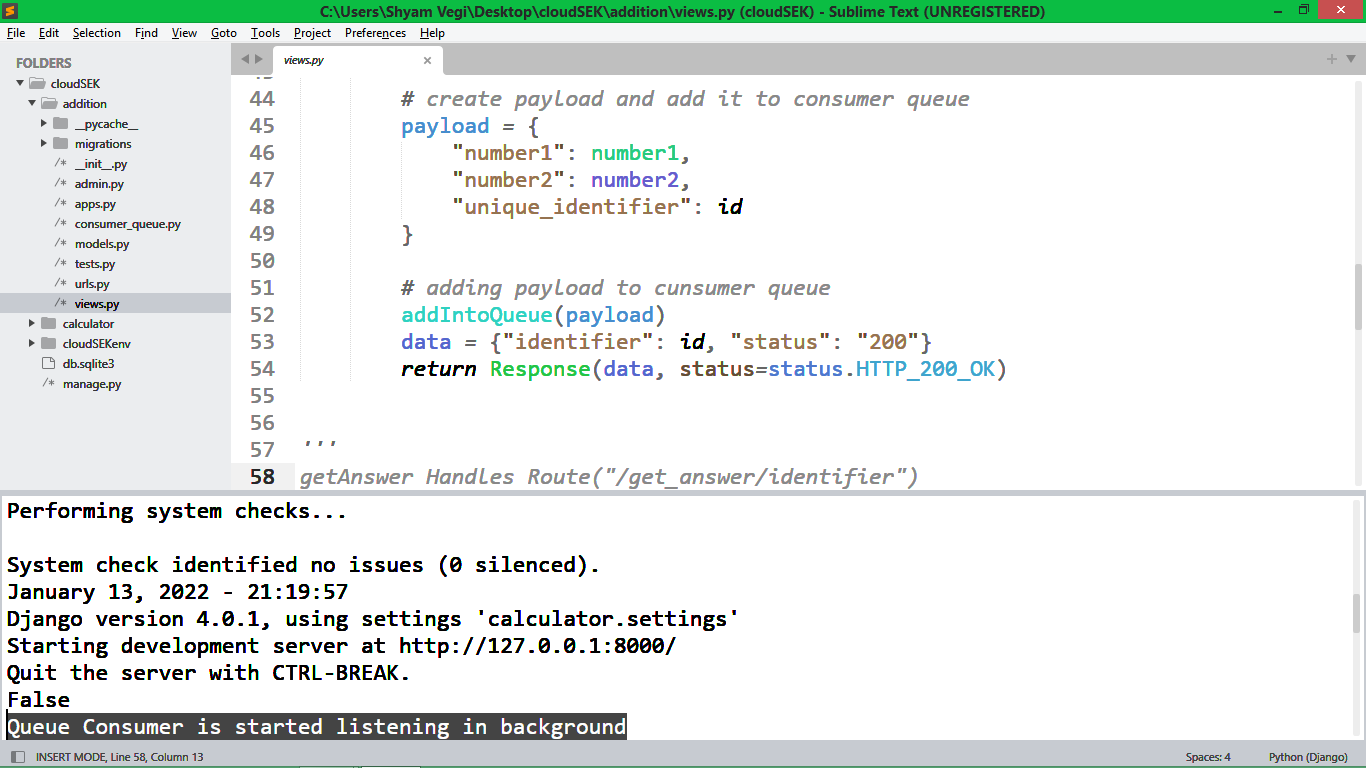 C:\Users\Shyam Vegi\Desktop\cloudSEK\addition\views.py (cloudSEK) - Sublime Text (UNREGISTERED)
File Edit Selection Find View Goto Tools Project Preferences Help
FOLDERS
cloudSEK
addition
__pycache__
migrations
/* __init__.py
/* admin.py
/* apps.py
/* consumer_queue.py
/* models.py
/* tests.py
/* urls.py
/* views.py
calculator
cloudSEKenv
db.sqlite3
/* manage.py
views.py ×
44 # create payload and add it to consumer queue
45 payload = {
46 "number1": number1,
47 "number2": number2,
48 "unique_identifier": id
49 }
50
51 # adding payload to cunsumer queue
52 addIntoQueue(payload)
53 data = {"identifier": id, "status": "200"}
54 return Response(data, status=status.HTTP_200_OK)
55
56
57 '''
58 getAnswer Handles Route("/get_answer/identifier")
Performing system checks...
System check identified no issues (0 silenced).
January 13, 2022 - 21:19:57
Django version 4.0.1, using settings 'calculator.settings'
Starting development server at http://127.0.0.1:8000/
Quit the server with CTRL-BREAK.
False
Queue Consumer is started listening in background
INSERT MODE, Line 58, Column 13 Spaces: 4 Python (Django)